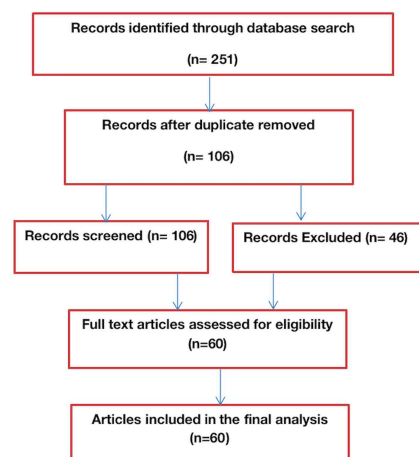 Records identified through database search
(n= 251)
Records after duplicate removed
(n= 106)
Records screened (n= 106)
Records Excluded (n= 46)
Full text articles assessed for eligibility
(n=60)
Articles included in the final analysis
(n=60)